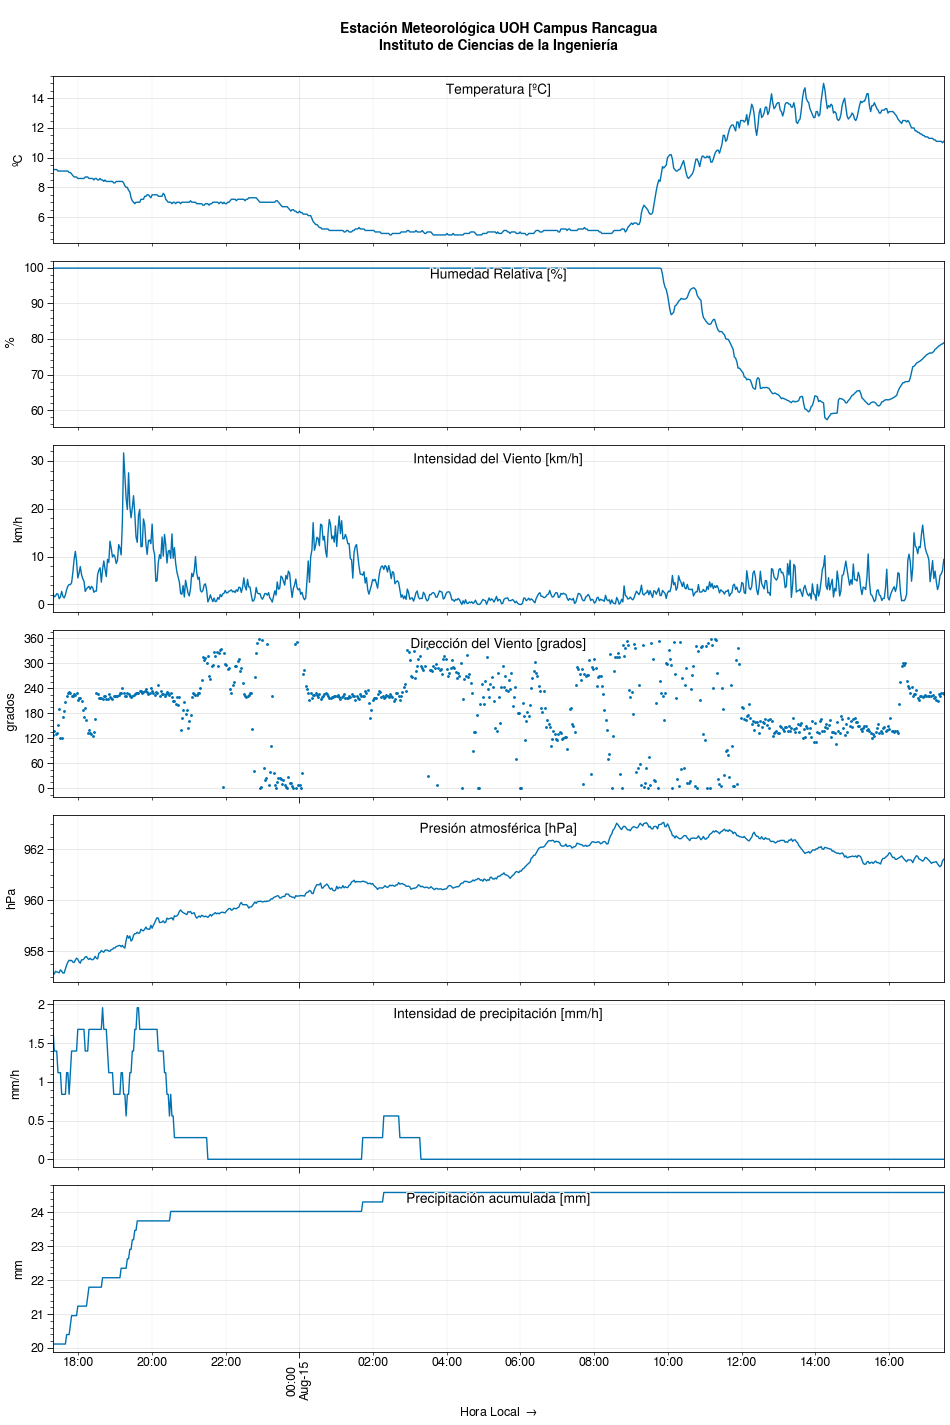 Estación Meteorológica UOH Campus Rancagua
Instituto de Ciencias de la Ingeniería
Temperatura [ºC]
ºC
14
12
10
8
6
Humedad Relativa [%]
%
100
90
80
70
60
Intensidad del Viento [km/h]
km/h
30
20
10
0
Dirección del Viento [grados]
grados
360
300
240
180
120
60
0
Presión atmosférica [hPa]
hPa
962
960
958
Intensidad de precipitación [mm/h]
mm/h
2
1.5
1
0.5
0
Precipitación acumulada [mm]
mm
24
23
22
21
20
18:00 20:00 22:00 00:00 02:00 04:00 06:00 08:00 10:00 12:00 14:00 16:00
Aug-15
Hora Local →